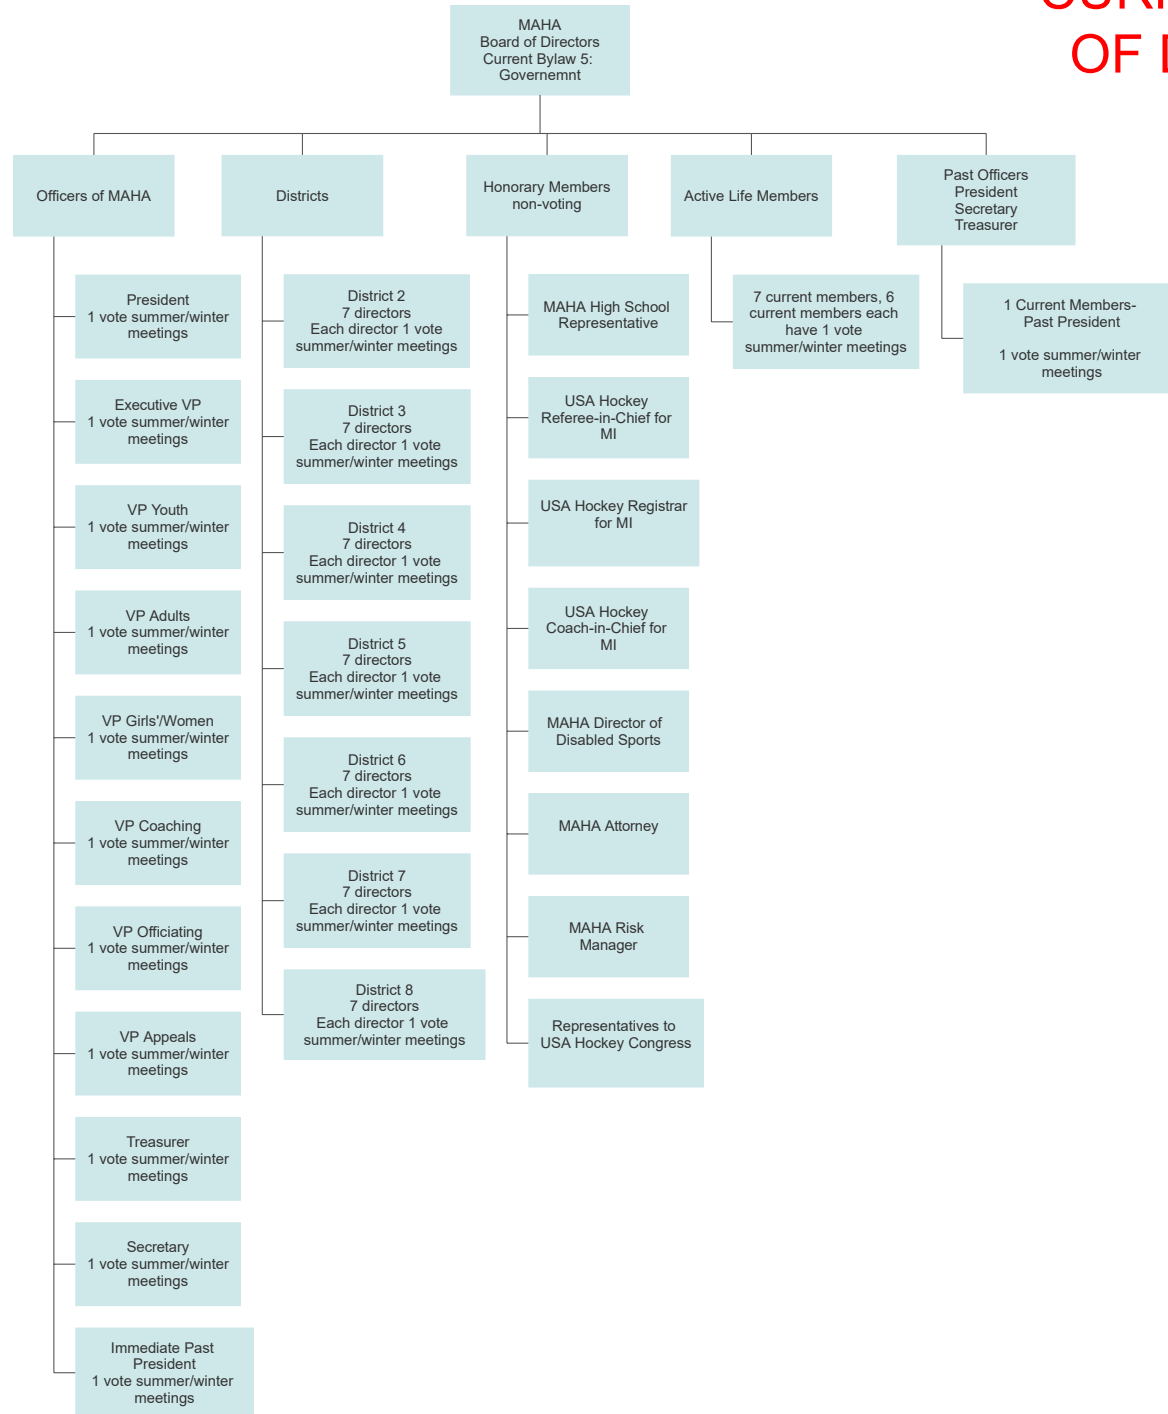 OF
MAHA
Board of Directors
Current Bylaw 5:
Governemnt
Officers of MAHA
Districts
Honorary Members
non-voting
Active Life Members
Past Officers
President
Secretary
Treasurer
President
1 vote summer/winter
meetings
Executive VP
1 vote summer/winter
meetings
VP Youth
1 vote summer/winter
meetings
VP Adults
1 vote summer/winter
meetings
VP Girls'/Women
1 vote summer/winter
meetings
VP Coaching
1 vote summer/winter
meetings
VP Officiating
1 vote summer/winter
meetings
VP Appeals
1 vote summer/winter
meetings
Treasurer
1 vote summer/winter
meetings
Secretary
1 vote summer/winter
meetings
Immediate Past
President
1 vote summer/winter
meetings
District 2
7 directors
Each director 1 vote
summer/winter meetings
District 3
7 directors
Each director 1 vote
summer/winter meetings
District 4
7 directors
Each director 1 vote
summer/winter meetings
District 5
7 directors
Each director 1 vote
summer/winter meetings
District 6
7 directors
Each director 1 vote
summer/winter meetings
District 7
7 directors
Each director 1 vote
summer/winter meetings
District 8
7 directors
Each director 1 vote
summer/winter meetings
MAHA High School
Representative
USA Hockey
Referee-in-Chief for
MI
USA Hockey Registrar
for MI
USA Hockey
Coach-in-Chief for
MI
MAHA Director of
Disabled Sports
MAHA Attorney
MAHA Risk
Manager
Representatives to
USA Hockey Congress
7 current members, 6
current members each
have 1 vote
summer/winter meetings
1 Current Members-
Past President
1 vote summer/winter
meetings